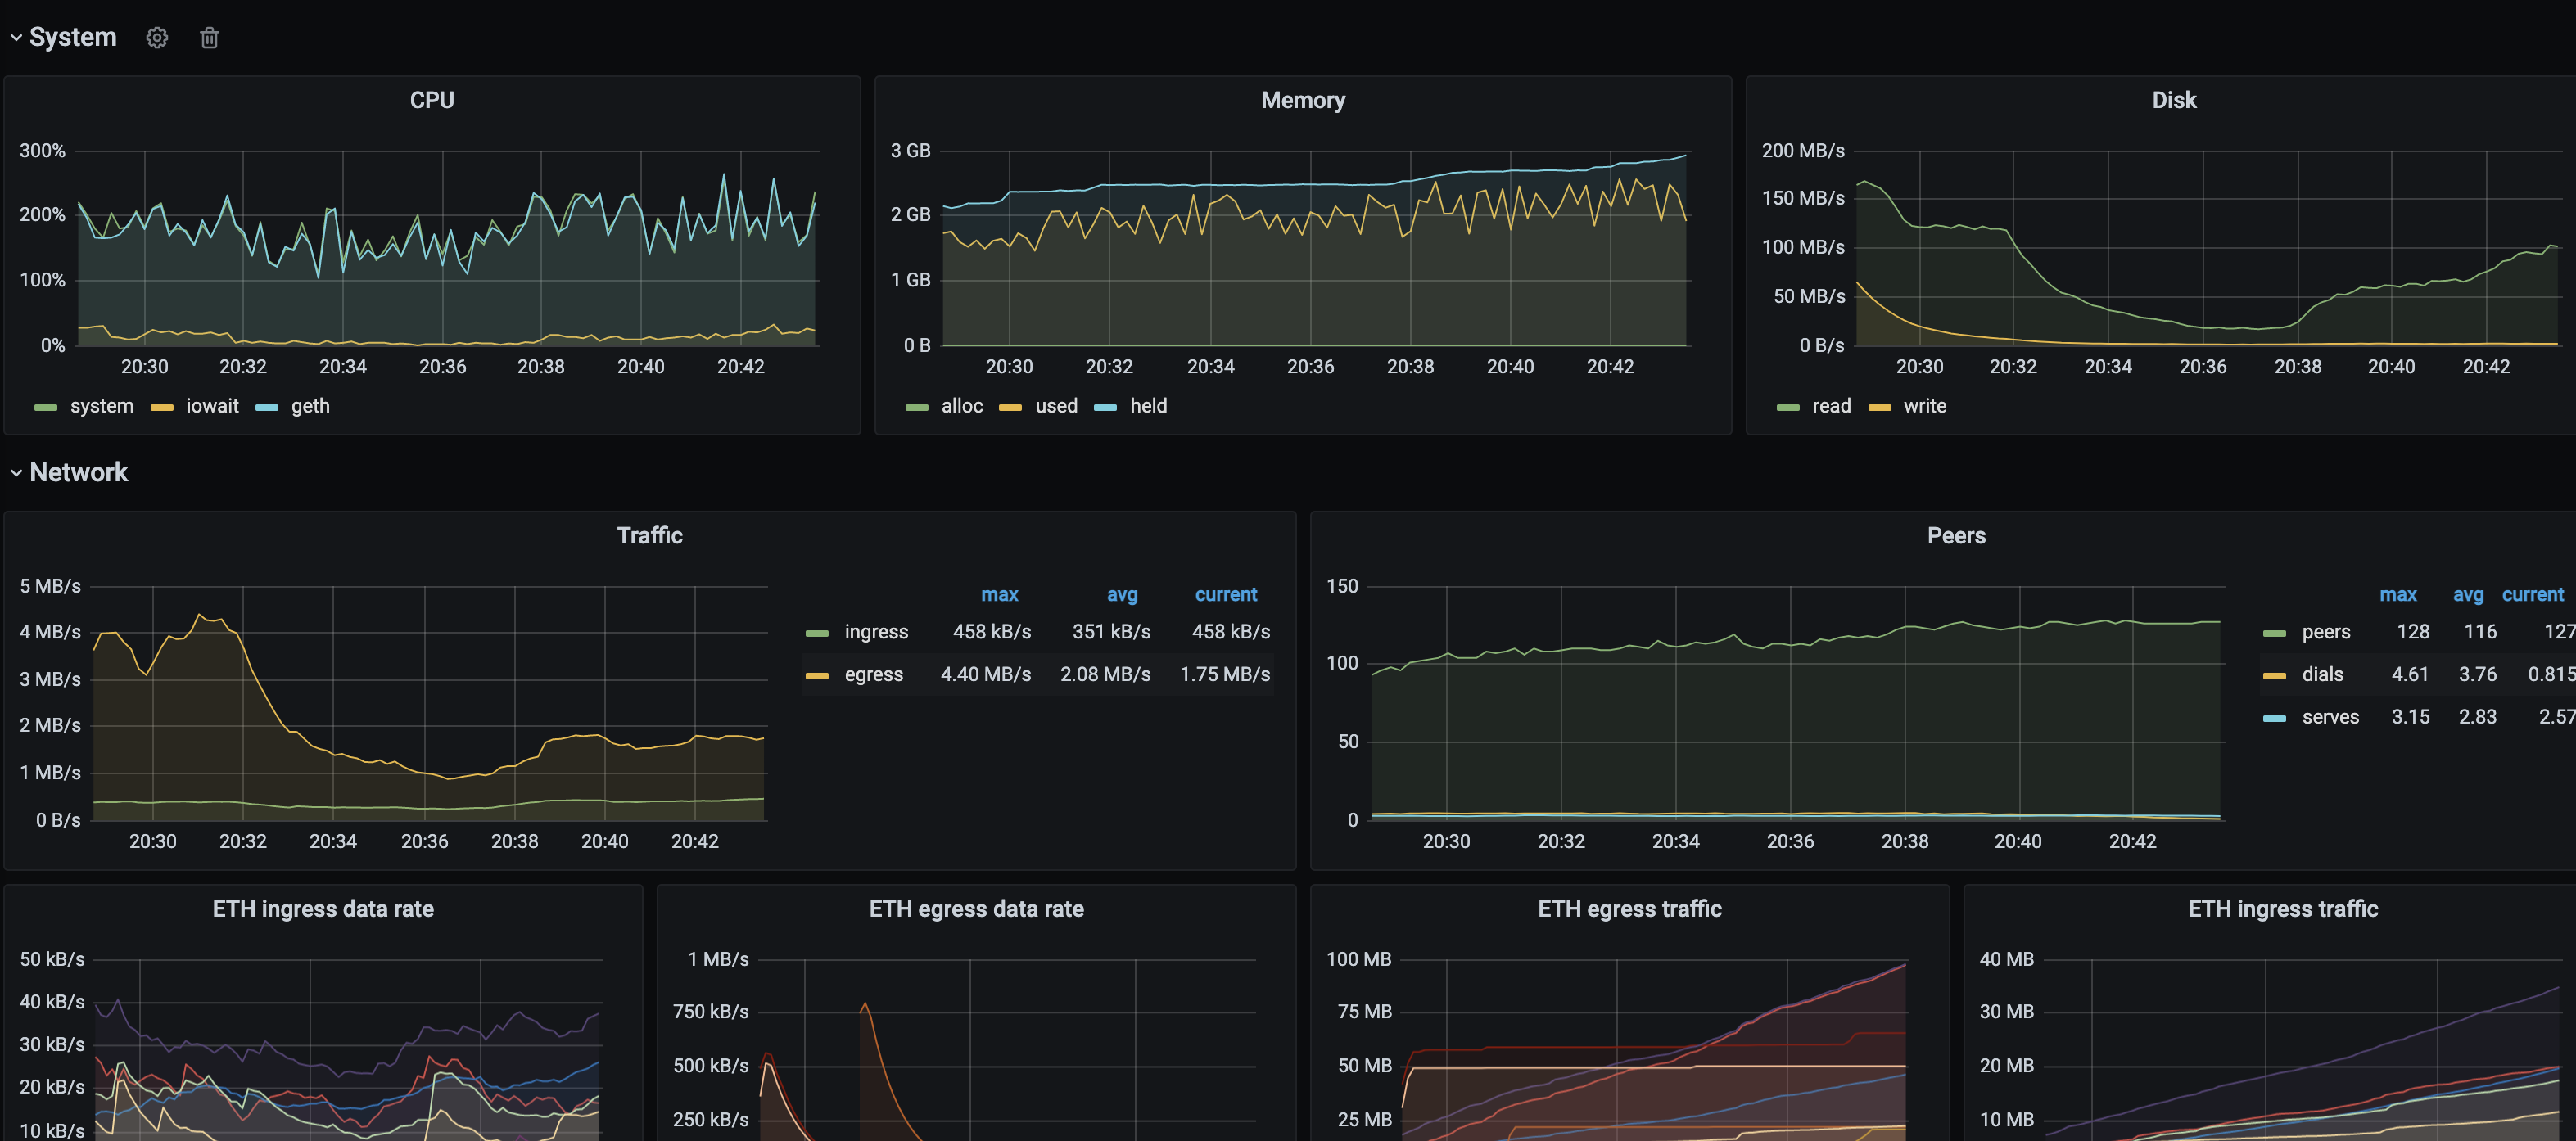 System
CPU
300%
200%
100%
0%
20:30 20:32 20:34 20:36 20:38 20:40 20:42
system iowait geth
Memory
3 GB
2 GB
1 GB
0 B
20:30 20:32 20:34 20:36 20:38 20:40 20:42
alloc used held
Disk
200 MB/s
150 MB/s
100 MB/s
50 MB/s
0 B/s
20:30 20:32 20:34 20:36 20:38 20:40 20:42
read write
Network
Traffic
5 MB/s
4 MB/s
3 MB/s
2 MB/s
1 MB/s
0 B/s
20:30 20:32 20:34 20:36 20:38 20:40 20:42
max avg current
ingress 458 kB/s 351 kB/s 458 kB/s
egress 4.40 MB/s 2.08 MB/s 1.75 MB/s
Peers
150
100
50
0
20:30 20:32 20:34 20:36 20:38 20:40 20:42
max avg current
peers 128 116 127
dials 4.61 3.76 0.815
serves 3.15 2.83 2.57
ETH ingress data rate
50 kB/s
40 kB/s
30 kB/s
20 kB/s
10 kB/s
ETH egress data rate
1 MB/s
750 kB/s
500 kB/s
250 kB/s
ETH egress traffic
100 MB
75 MB
50 MB
25 MB
ETH ingress traffic
40 MB
30 MB
20 MB
10 MB